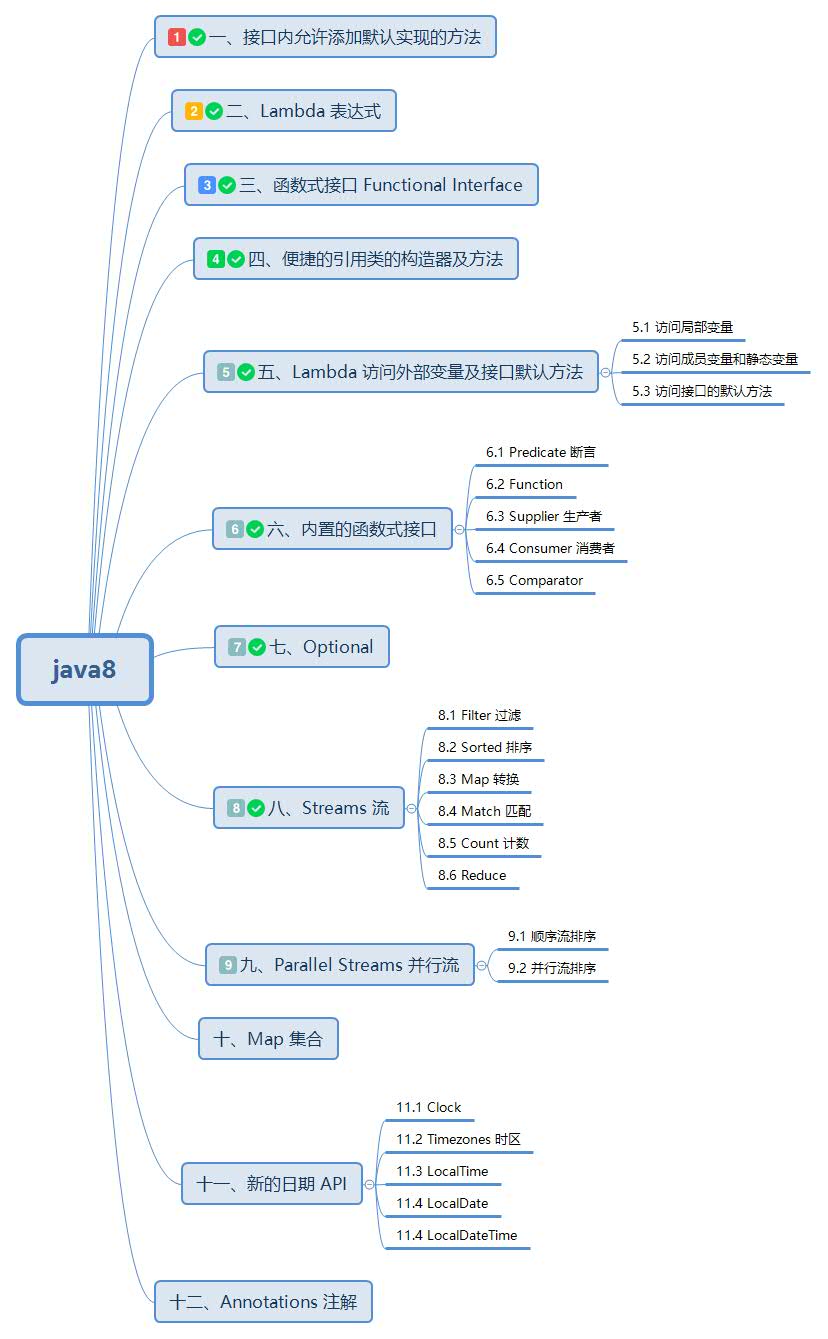 1 一、接口内允许添加默认实现的方法
2 二、Lambda 表达式
3 三、函数式接口 Functional Interface
4 四、便捷的引用类的构造器及方法
5 五、Lambda 访问外部变量及接口默认方法
5.1 访问局部变量
5.2 访问成员变量和静态变量
5.3 访问接口的默认方法
6 六、内置的函数式接口
6.1 Predicate 断言
6.2 Function
6.3 Supplier 生产者
6.4 Consumer 消费者
6.5 Comparator
java8
7 七、Optional
8 八、Streams 流
8.1 Filter 过滤
8.2 Sorted 排序
8.3 Map 转换
8.4 Match 匹配
8.5 Count 计数
8.6 Reduce
9 九、Parallel Streams 并行流
9.1 顺序流排序
9.2 并行流排序
十、Map 集合
十一、新的日期 API
11.1 Clock
11.2 Timezones 时区
11.3 LocalTime
11.4 LocalDate
11.4 LocalDateTime
十二、Annotations 注解